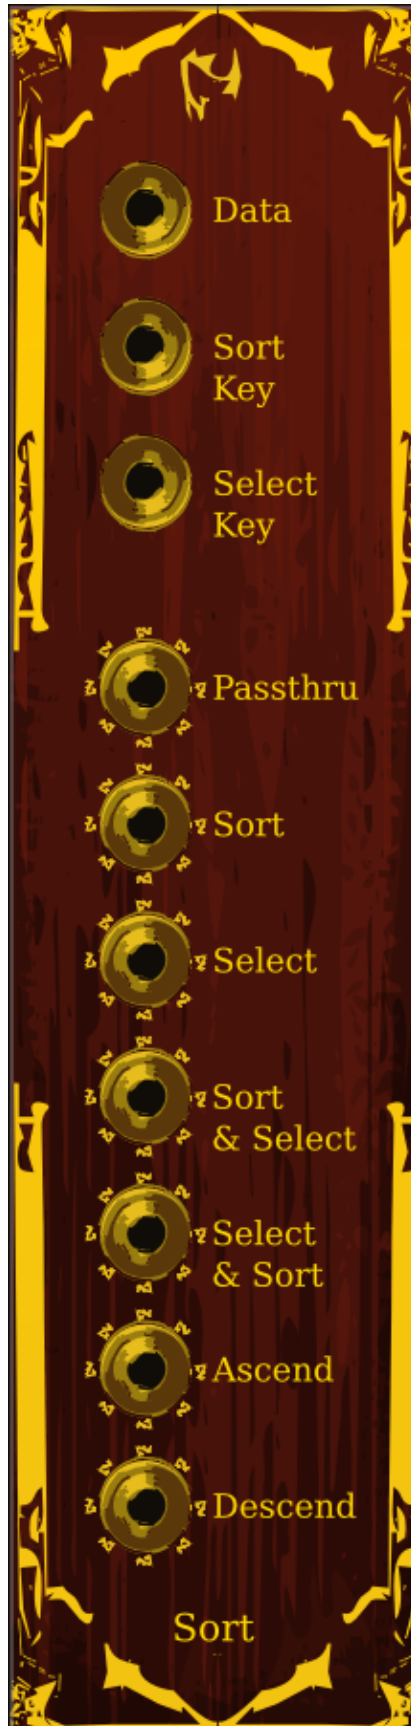 Data
Sort
Key
Select
Key
Passthru
Sort
Select
Sort
& Select
Select
& Sort
Ascend
Descend
Sort